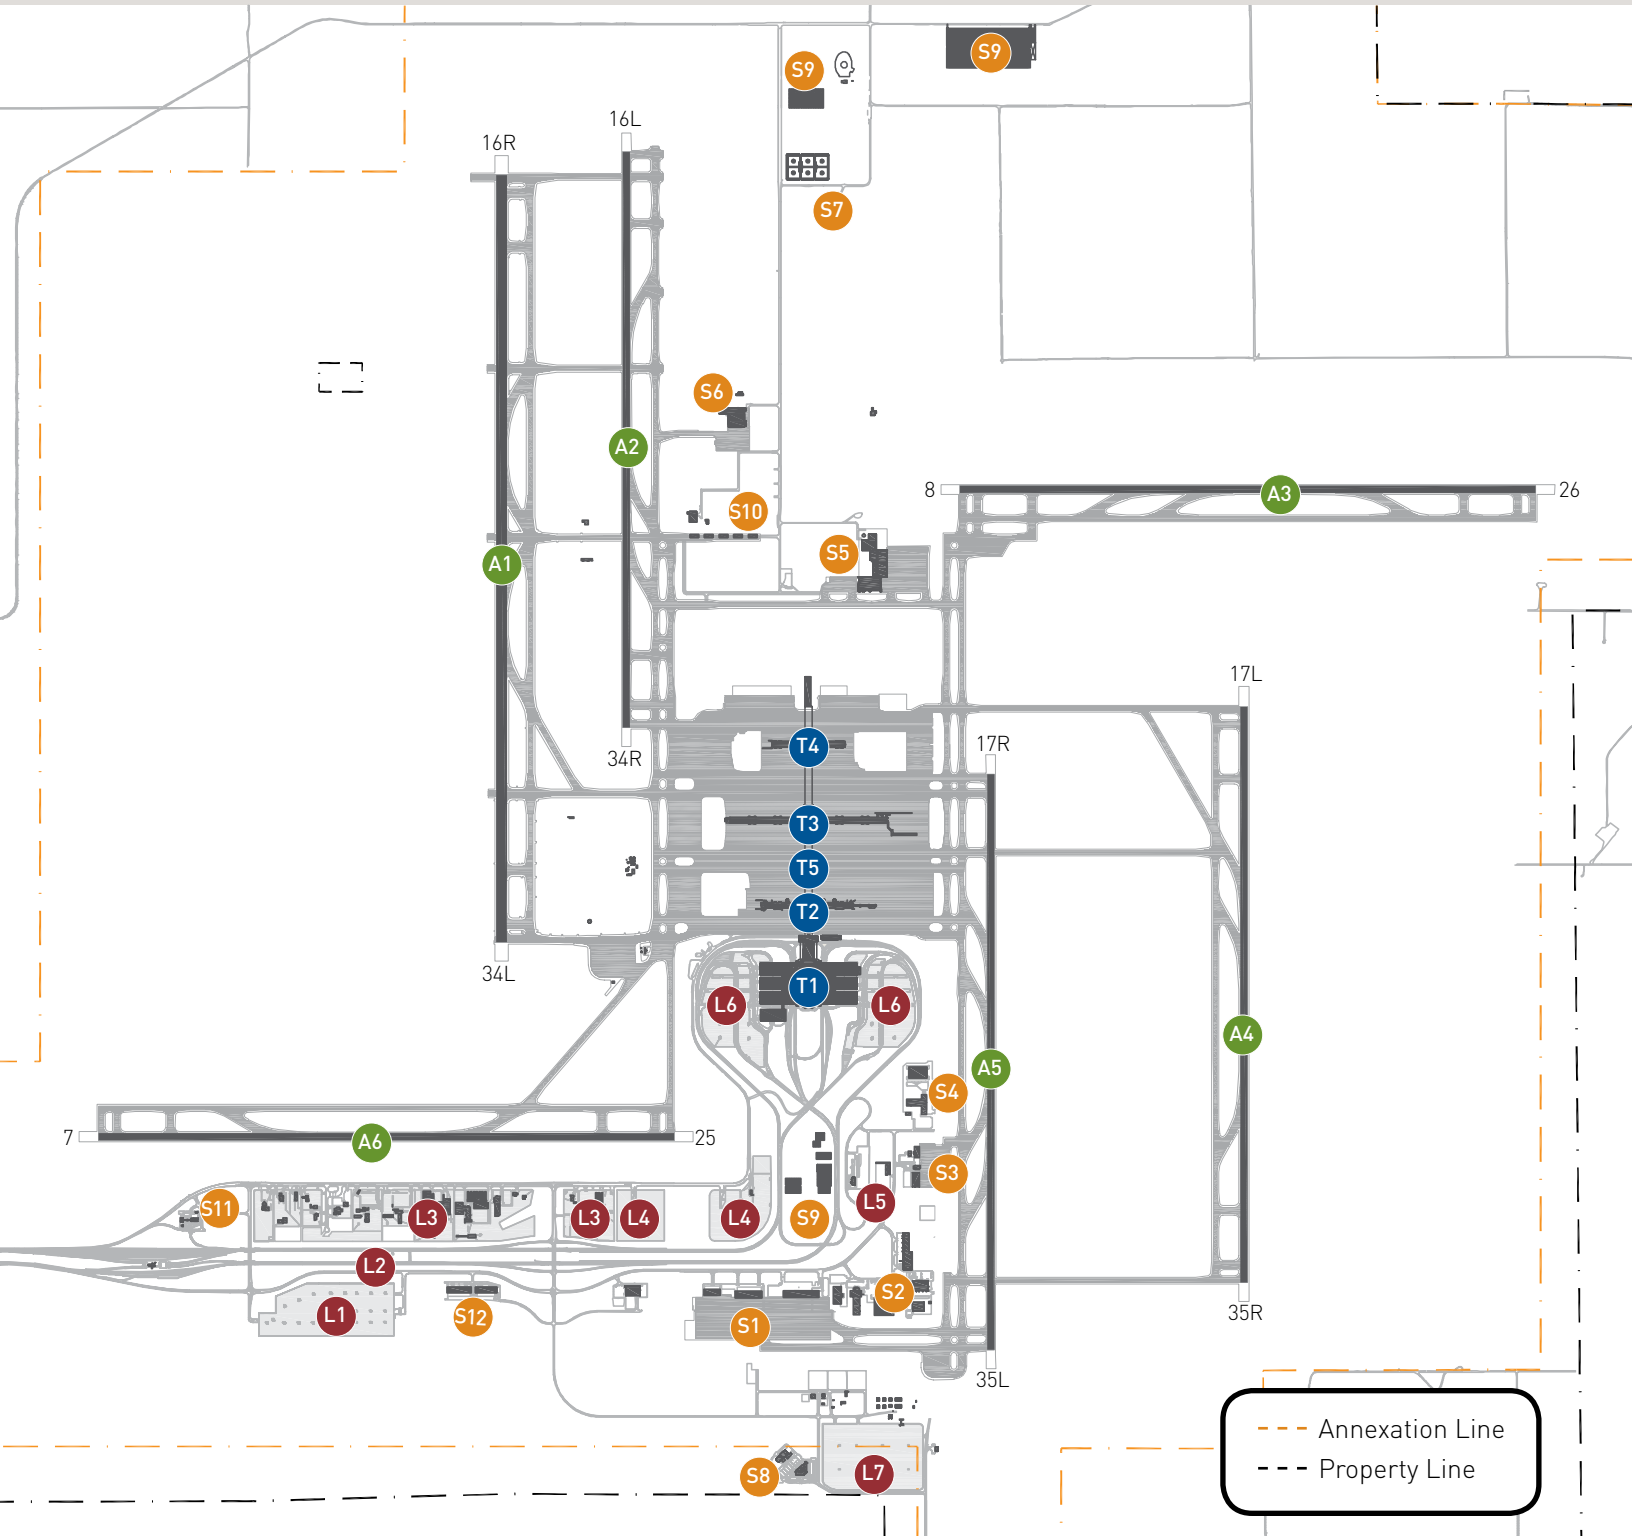 S9
S9
16L
16R
S7
S6
A2
8
A3
26
S10
S5
A1
17L
T4
17R
34R
T3
T5
T2
34L
T1
L6
L6
A4
A5
S4
7
A6
25
S3
L5
S11
L3
L3
L4
L4
S9
L2
S2
L1
S12
S1
35R
35L
Annexation Line
Property Line
S8
L7